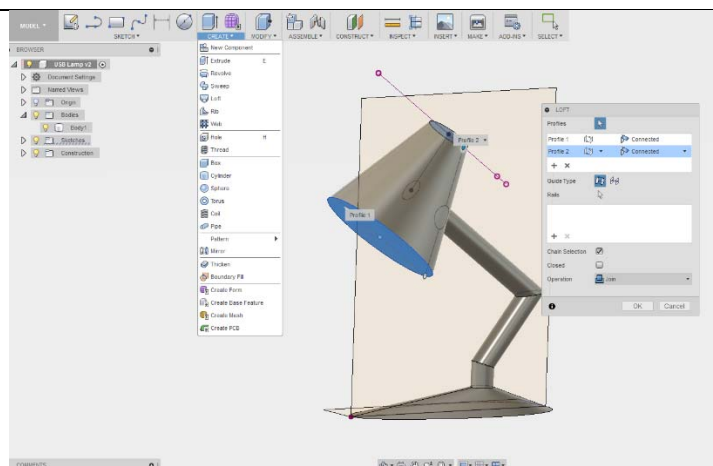 MODEL
SKETCH
CREATE
MODIFY
ASSEMBLE
CONSTRUCT
INSPECT
INSERT
MAKE
ADD-INS
SELECT
BROWSER
USB Lamp v2
Document Settings
Named Views
Origin
Bodies
Body1
Sketches
Construction
New Component
Extrude E
Revolve
Sweep
Loft
Rib
Web
Hole H
Thread
Box
Cylinder
Sphere
Torus
Coil
Pipe
Pattern
Mirror
Thicken
Boundary Fill
Create Form
Create Base Feature
Create Mesh
Create PCB
Profile 2
Profile 1
LOFT
Profiles
Profile 1 Connected
Profile 2 Connected
Guide Type
Rails
Chain Selection
Closed
Operation Join
OK Cancel
COMMENTS